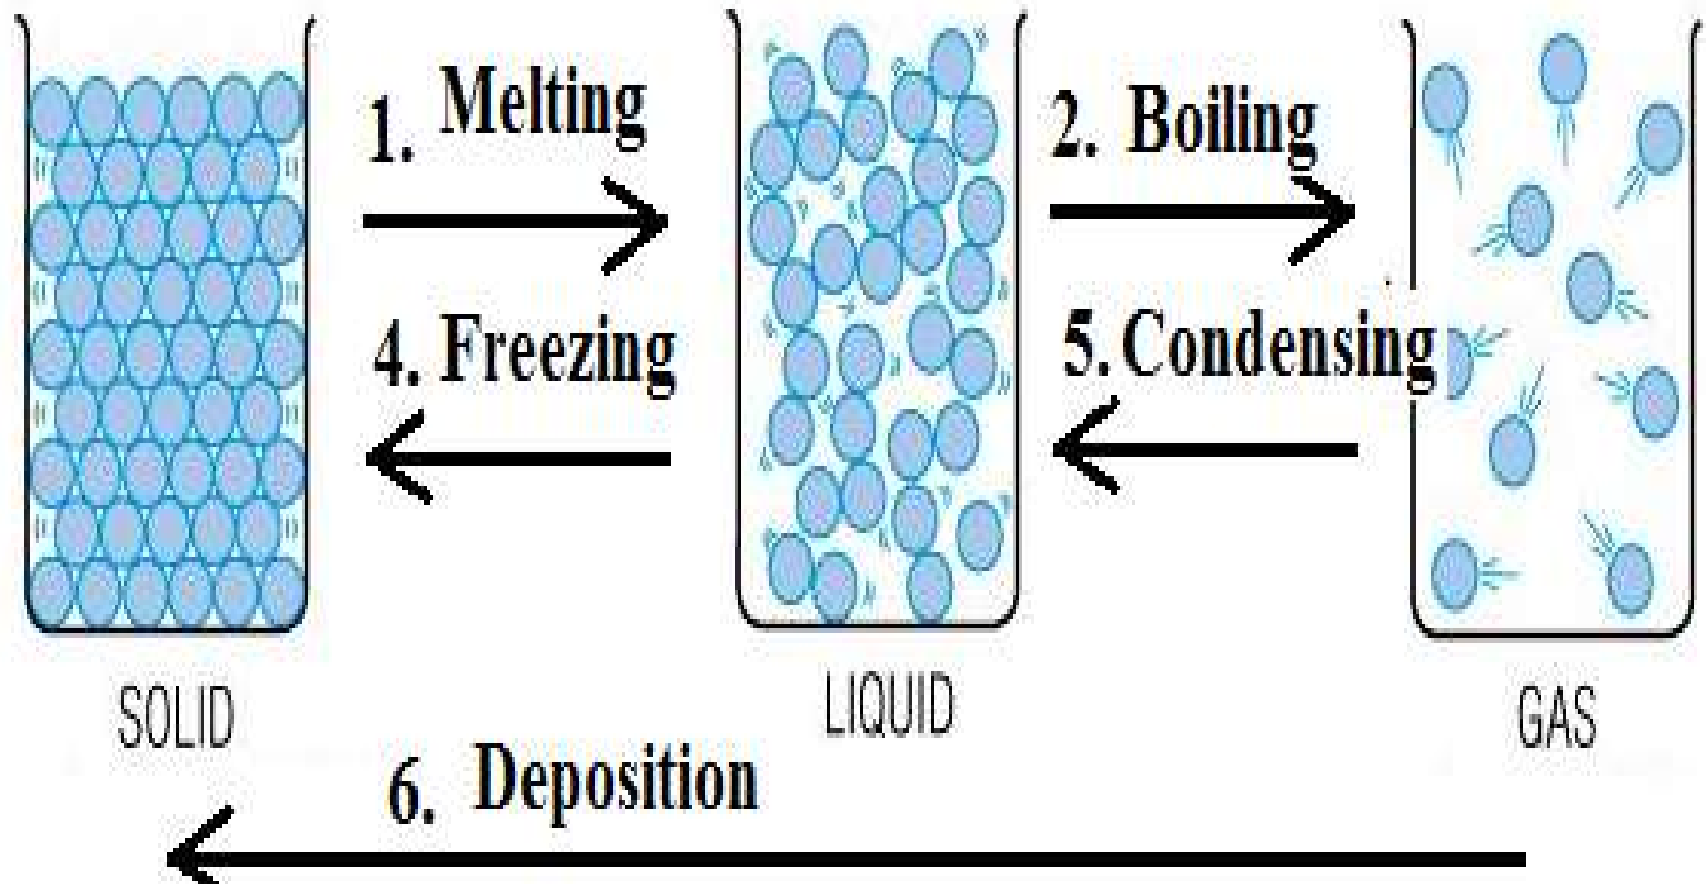 1. Melting
2. Boiling
4. Freezing
5. Condensing
SOLID
LIQUID
GAS
6. Deposition